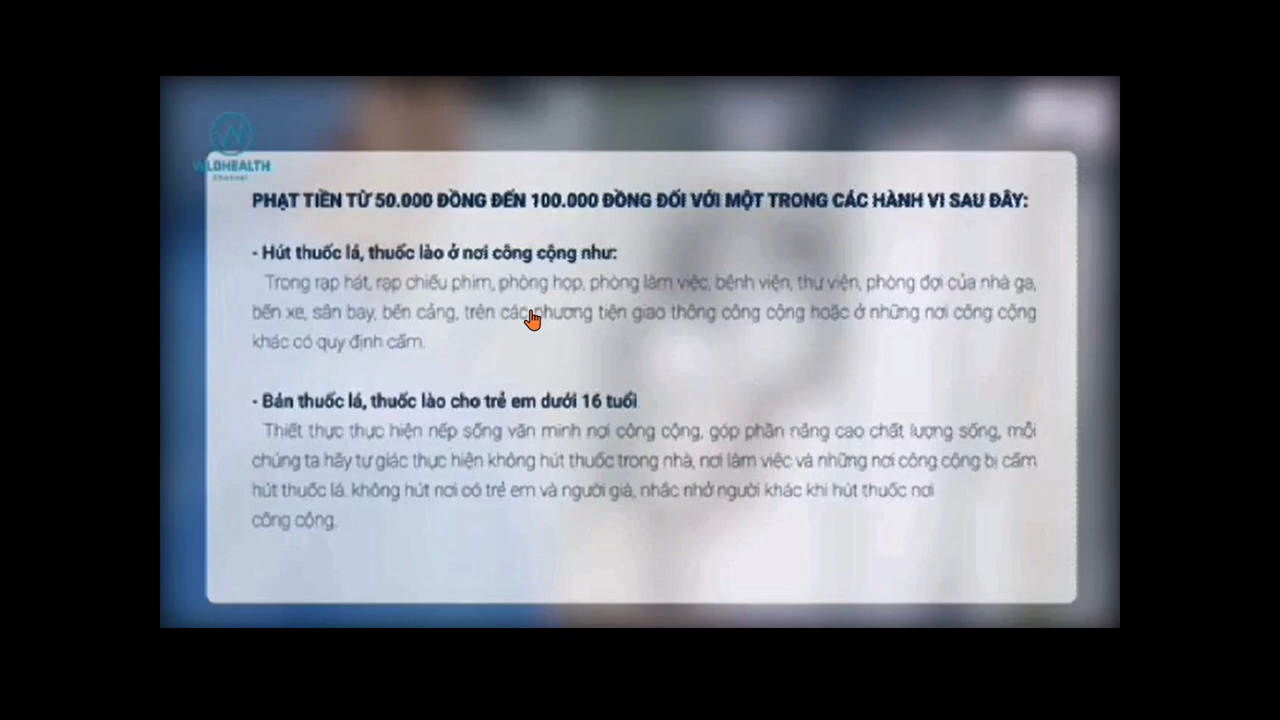 WLDHEALTH
Channel
PHẠT TIỀN TỪ 50.000 ĐỒNG ĐẾN 100.000 ĐỒNG ĐỐI VỚI MỘT TRONG CÁC HÀNH VI SAU ĐÂY:
- Hút thuốc lá, thuốc lào ở nơi công cộng như:
Trong rạp hát, rạp chiếu phim, phòng họp, phòng làm việc, bệnh viện, thư viện, phòng đợi của nhà ga,
bến xe, sân bay, bến cảng, trên các phương tiện giao thông công cộng hoặc ở những nơi công cộng
khác có quy định cấm.
- Bán thuốc lá, thuốc lào cho trẻ em dưới 16 tuổi
Thiết thực thực hiện nếp sống văn minh nơi công cộng, góp phần nâng cao chất lượng sống, mỗi
chúng ta hãy tự giác thực hiện không hút thuốc trong nhà, nơi làm việc và những nơi công cộng bị cấm
hút thuốc lá. không hút nơi có trẻ em và người già, nhắc nhở người khác khi hút thuốc nơi
công cộng.